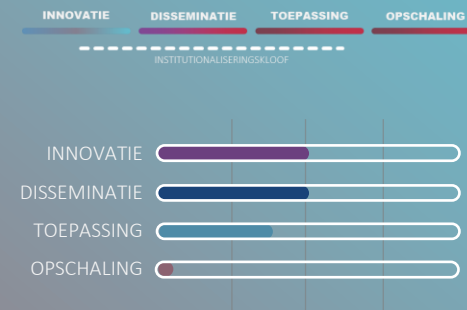 INNOVATIE DISSEMINATIE TOEPASSING OPSCHALING
INSTITUTIONALISERINGSKLOOF
INNOVATIE
DISSEMINATIE
TOEPASSING
OPSCHALING